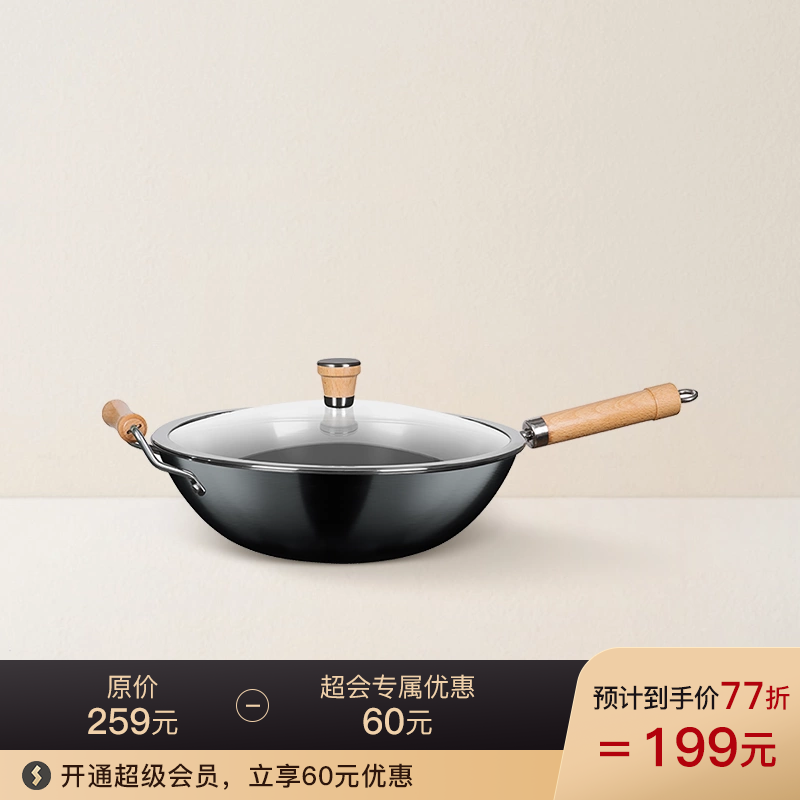 原价
259元
－
超会专属优惠
60元
预计到手价77折
=199元
开通超级会员，立享60元优惠